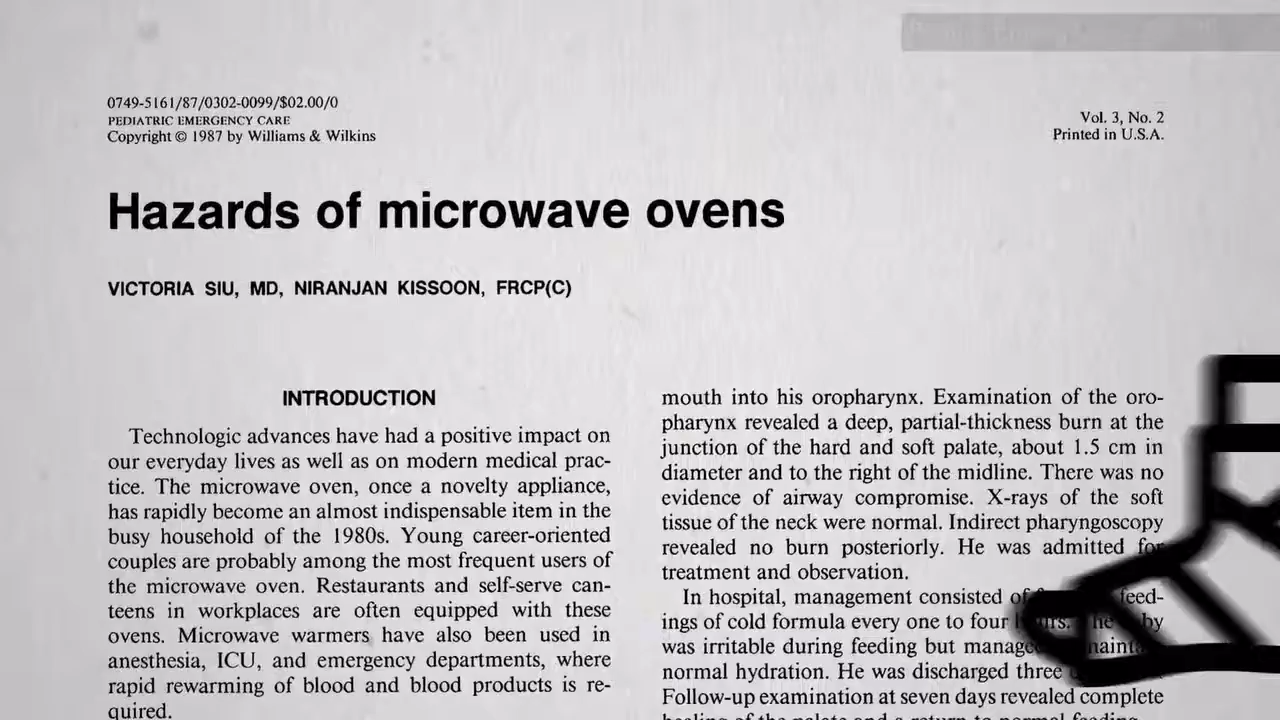 0749-5161/87/0302-0099/$02.00/0
PEDIATRIC EMERGENCY CARE
Copyright © 1987 by Williams & Wilkins
Vol. 3, No. 2
Printed in U.S.A.
Hazards of microwave ovens
VICTORIA SIU, MD, NIRANJAN KISSOON, FRCP(C)
INTRODUCTION
Technologic advances have had a positive impact on
our everyday lives as well as on modern medical prac-
tice. The microwave oven, once a novelty appliance,
has rapidly become an almost indispensable item in the
busy household of the 1980s. Young career-oriented
couples are probably among the most frequent users of
the microwave oven. Restaurants and self-serve can-
teens in workplaces are often equipped with these
ovens. Microwave warmers have also been used in
anesthesia, ICU, and emergency departments, where
rapid rewarming of blood and blood products is re-
quired.
mouth into his oropharynx. Examination of the oro-
pharynx revealed a deep, partial-thickness burn at the
junction of the hard and soft palate, about 1.5 cm in
diameter and to the right of the midline. There was no
evidence of airway compromise. X-rays of the soft
tissue of the neck were normal. Indirect pharyngoscopy
revealed no burn posteriorly. He was admitted for
treatment and observation.
In hospital, management consisted of feed-
ings of cold formula every one to four
was irritable during feeding but
normal hydration. He was discharged three
Follow-up examination at seven days revealed complete
healing of the palate and a return to normal feeding.